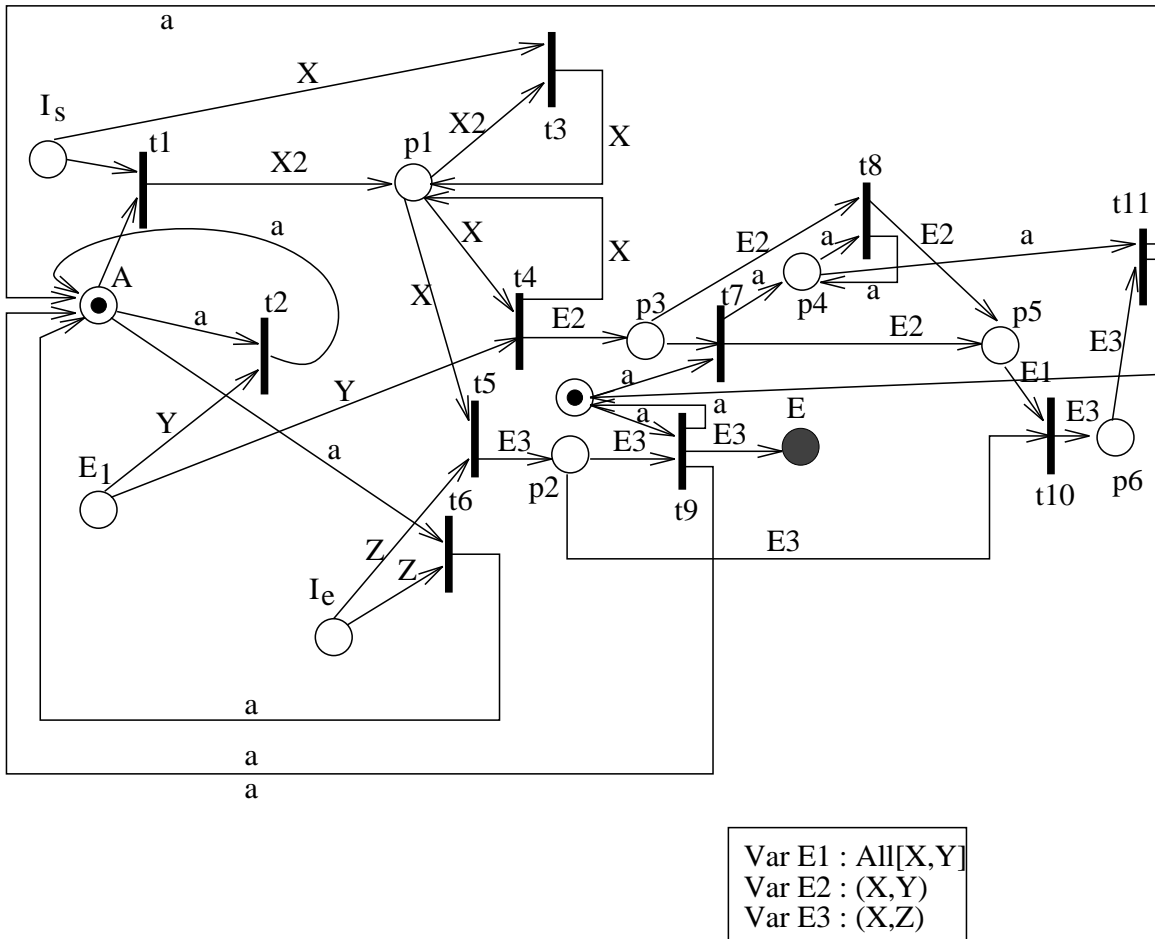 a
X
I s
X2
t3
t1
p1
X
X2
t8
t11
a
X
X
E2
a
E2
a
A
t2
X
a
a
p4
a
t7
p3
p5
E2
E2
E3
Y
t5
Y
a
a
a
E1
E
E1
a
E3
E3
E3
E3
p2
t9
t10
p6
t6
Z
Z
E3
Ie
a
a
a
Var E1 : All[X,Y]
Var E2 : (X,Y)
Var E3 : (X,Z)